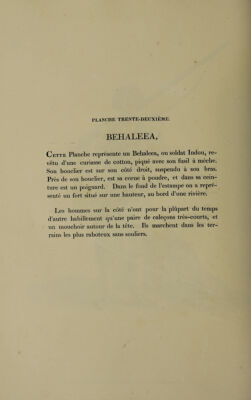 PLANCHE TRENTE-DEUXIÈME
BEHALEEA,
CETTE Planche représente un Behaleea, ou soldat Indou, re-
vêtu d'une cuirasse de coton, piqué avec son fusil à mèche.
Son bouclier est sur son côté droit, suspendu à son bras.
Près de son bouclier, est sa corne à poudre, et dans sa cein-
ture est un poignard. Dans le fond de l'estampe on a repré-
senté un fort situé sur une hauteur, au bord d'une rivière.
Les hommes sur la côté n'ont pour la plûpart du temps
d'autre habillement qu'une paire de caleçons très-courts, et
un mouchoir autour de la tête. Ils marchent dans les ter-
rains les plus raboteux sans souliers.